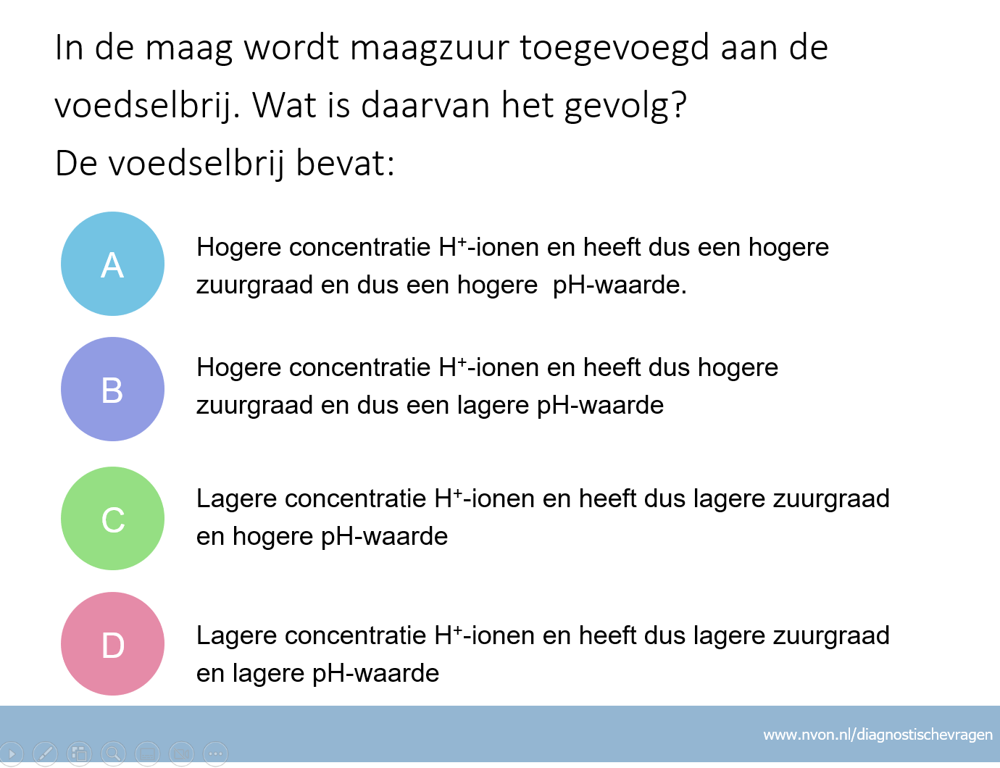 In de maag wordt maagzuur toegevoegd aan de
voedselbrij. Wat is daarvan het gevolg?
De voedselbrij bevat:
A
Hogere concentratie H⁺-ionen en heeft dus een hogere
zuurgraad en dus een hogere  pH-waarde.
B
Hogere concentratie H⁺-ionen en heeft dus hogere
zuurgraad en dus een lagere pH-waarde
C
Lagere concentratie H⁺-ionen en heeft dus lagere zuurgraad
en hogere pH-waarde
D
Lagere concentratie H⁺-ionen en heeft dus lagere zuurgraad
en lagere pH-waarde
www.nvon.nl/diagnostischevragen